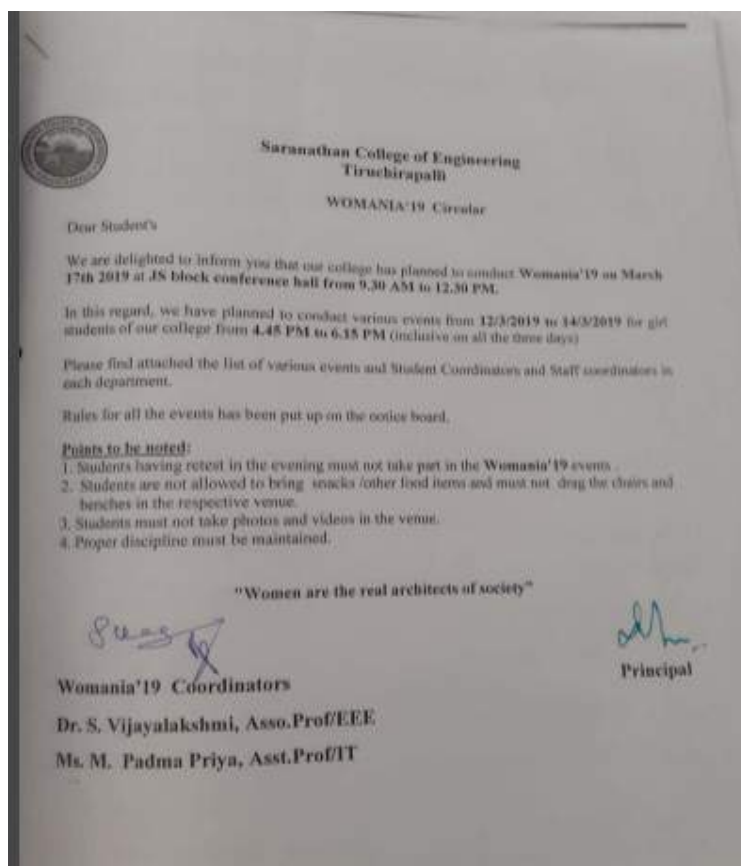 Saranathan College of Engineering
Tiruchirapalli
WOMANIA'19 Circular
Dear Student's
We are delighted to inform you that our college has planned to conduct Womania'19 on March
17th 2019 at JS block conference hall from 9.30 AM to 12.30 PM.
In this regard, we have planned to conduct various events from 12/3/2019 to 14/3/2019 for girl
students of our college from 4.45 PM to 6.15 PM (inclusive on all the three days)
Please find attached the list of various events and Student Coordinators and Staff coordinators in
each department.
Rules for all the events has been put up on the notice board.
Points to be noted:
1. Students having retest in the evening must not take part in the Womania'19 events .
2. Students are not allowed to bring snacks /other food items and must not drag the chairs and
benches in the respective venue.
3. Students must not take photos and videos in the venue.
4. Proper discipline must be maintained.
"Women are the real architects of society"
Principal
Womania'19 Coordinators
Dr. S. Vijayalakshmi, Asso.Prof/EEE
Ms. M. Padma Priya, Asst.Prof/IT